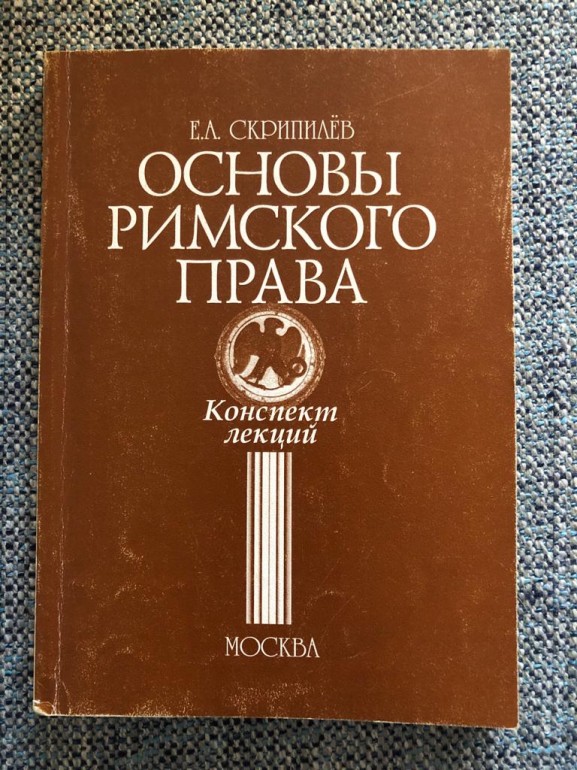 Е.А. СКРИПИЛЁВ
ОСНОВЫ
РИМСКОГО
ПРАВА
Конспект
лекций
МОСКВА